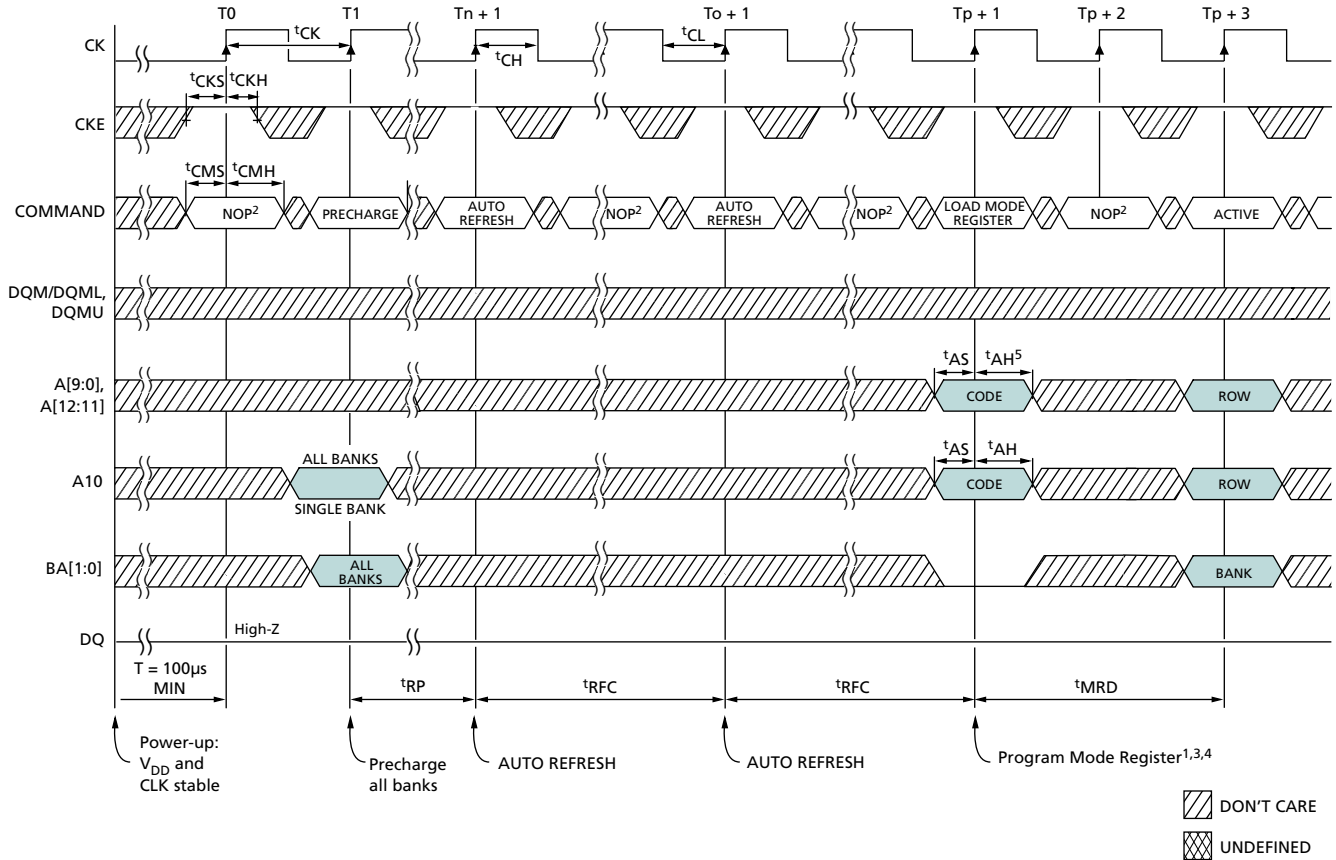 T0 T1 Tn + 1 To + 1 Tp + 1 Tp + 2 Tp + 3
CK
tCK
tCH
tCL
tCKS tCKH
CKE
tCMS tCMH
COMMAND
NOP2
PRECHARGE
AUTO
REFRESH
NOP2
AUTO
REFRESH
NOP2
LOAD MODE
REGISTER
NOP2
ACTIVE
DQM/DQML,
DQMU
tAS tAH5
A[9:0],
A[12:11]
CODE ROW
tAS tAH
A10
ALL BANKS
SINGLE BANK
CODE ROW
BA[1:0]
ALL
BANKS
BANK
DQ
High-Z
T = 100µs
MIN
tRP tRFC tRFC tMRD
Power-up:
VDD and
CLK stable
Precharge
all banks
AUTO REFRESH
AUTO REFRESH
Program Mode Register1,3,4
DON'T CARE
UNDEFINED